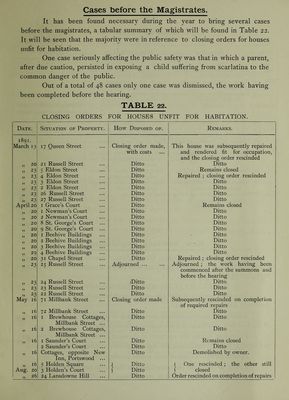 Cases before the Magistrates.
It has been found necessary during the year to bring several cases
before the magistrates, a tabular summary of which will be found in Table 22.
It will be seen that the majority were in reference to closing orders for houses
unfit for habitation.
One case seriously affecting the public safety was that in which a parent,
after due caution, persisted in exposing a child suffering from scarlatina to the
common danger of the public.
Out of a total of 48 cases only one case was dismissed, the work having
been completed before the hearing.
TABLE 22.
CLOSING ORDERS FOR HOUSES UNFIT FOR HABITATION.
DATE. SITUATION OF PROPERTY. HOW DISPOSED OF. REMARKS.
1891.
March 13 17 Queen Street ... Closing order made, with costs ... This house was subsequently repaired and rendered fit for occupation, and the closing order rescinded
„ 20 21 Russell Street ... Ditto Ditto
„ 23 5 Eldon Street ... Ditto Remains closed
„ 23 4 Eldon Street ... Ditto Repaired ; closing order rescinded
„ 23 3 Eldon Street ... Ditto Ditto
„ 23 2 Eldon Street ... Ditto Ditto
„ 23 26 Russell Street ... Ditto Ditto
„ 23 27 Russell Street ... Ditto Ditto
April 20 1 Grace's Court ... Ditto Remains closed
„ 20 1 Newman's Court ... Ditto Ditto
„ 20 2 Newman's Court ... Ditto Ditto
„ 20 8 St. George's Court ... Ditto Ditto
„ 20 9 St. George's Court ... Ditto Ditto
„ 20 1 Beehive Buildings ... Ditto Ditto
„ 20 2 Beehive Buildings ... Ditto Ditto
„ 20 3 Beehive Buildings ... Ditto Ditto
„ 20 4 Beehive Buildings ... Ditto Ditto
„ 20 31 Chapel Street ... Ditto Repaired ; closing order rescinded
„ 23 25 Russell Street ... Adjourned ... ... Adjourned ; the work having been commenced after the summons and before the hearing
„ 23 24 Russell Street ... Ditto Ditto
„ 23 23 Russell Street ... Ditto Ditto
„ 23 22 Russell Street ... Ditto Ditto
May 16 71 Millbank Street ... Closing order made Subsequently rescinded on completion of required repairs
„ 16 72 Millbank Street ... Ditto Ditto
„ 16 1 Brewhouse Cottages, Millbank Street ... Ditto Ditto
„ 16 2 Brewhouse Cottages, Millbank Street ... Ditto Ditto
„ 16 1 Saunder's Court ... Ditto Remains closed
„ 16 2 Saunder's Court ... Ditto Ditto
„ 16 Cottages, opposite New Inn, Portswood ... Ditto Demolished by owner.
„ 16 2 Holden Square ... Ditto One rescinded ; the other still
Aug. 20 3 Holden's Court ... Ditto closed
„ 26 24 Lansdowne Hill ... Ditto Order rescinded on completion of repairs